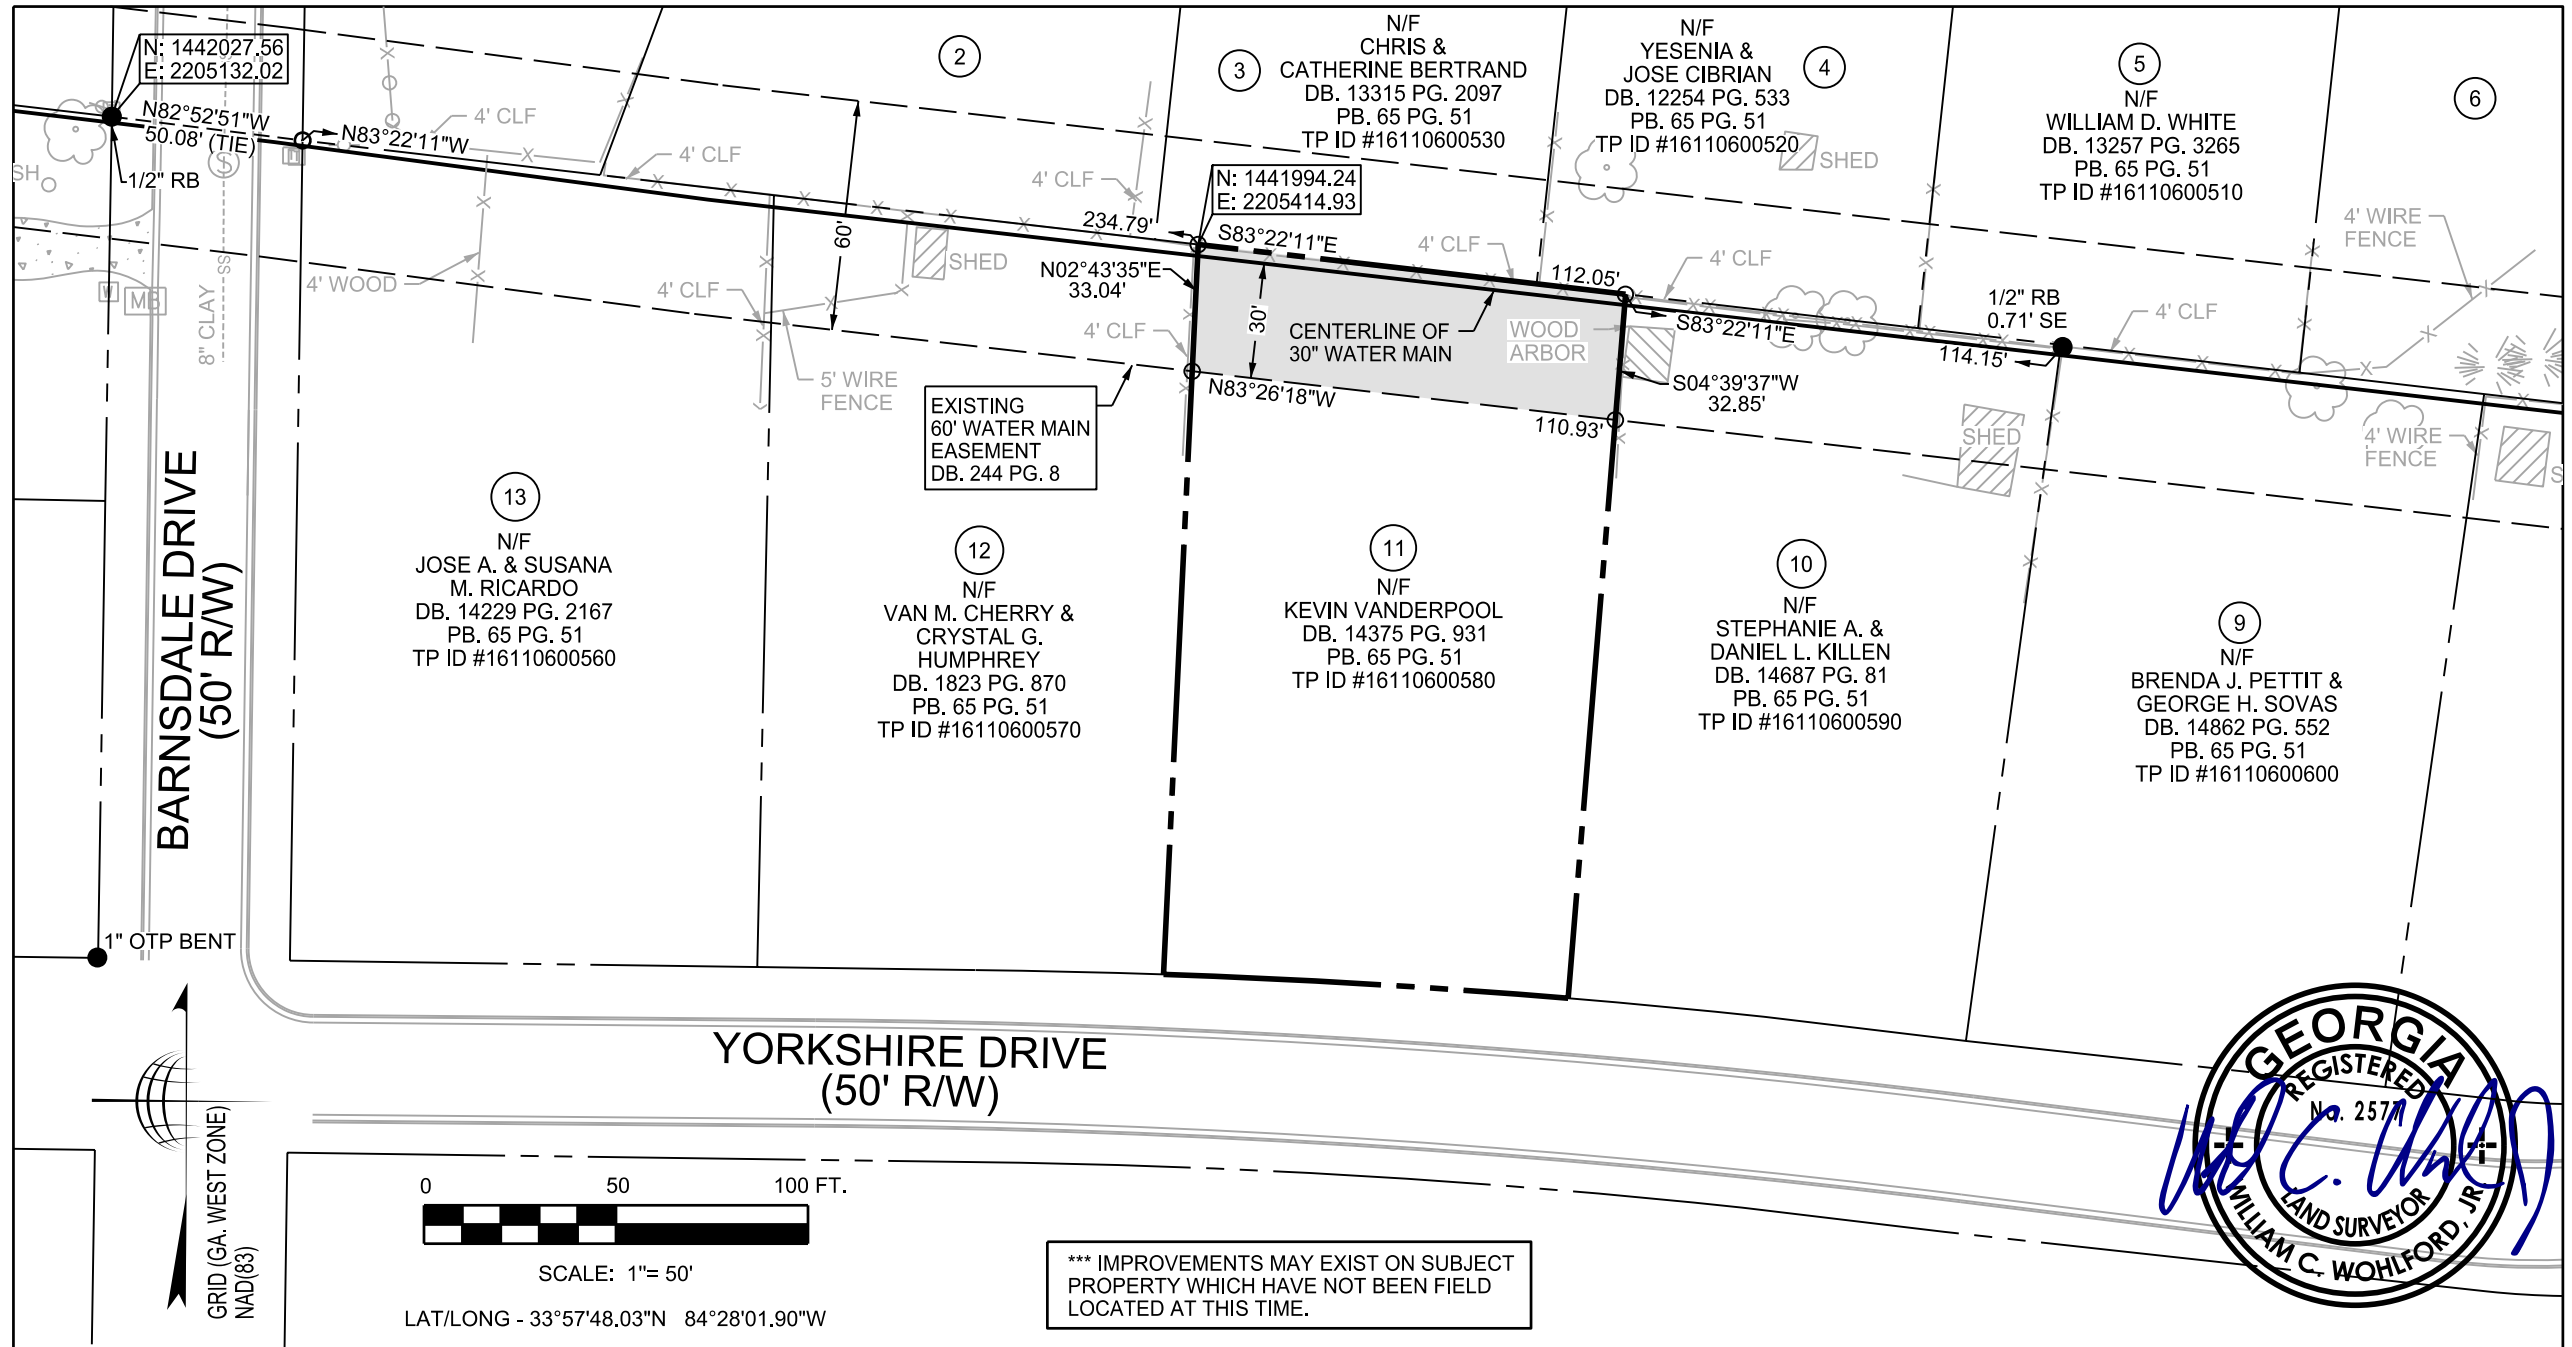 N: 1442027.56
E: 2205132.02
N82°52'51"W
50.08' (TIE)
1/2" RB
N83°22'11"W
4' CLF
4' CLF
2
3
N/F
CHRIS &
CATHERINE BERTRAND
DB. 13315 PG. 2097
PB. 65 PG. 51
TP ID #16110600530
N/F
YESENIA &
JOSE CIBRIAN
DB. 12254 PG. 533
PB. 65 PG. 51
TP ID #16110600520
4
5
N/F
WILLIAM D. WHITE
DB. 13257 PG. 3265
PB. 65 PG. 51
TP ID #16110600510
6
SHED
SH
S
E
4' CLF
N: 1441994.24
E: 2205414.93
234.79'
S83°22'11"E
4' CLF
4' WIRE
FENCE
60'
SHED
N02°43'35"E
33.04'
112.05'
4' CLF
1/2" RB
0.71' SE
4' CLF
4' WOOD
4' CLF
4' CLF
30'
CENTERLINE OF
30" WATER MAIN
WOOD
ARBOR
S83°22'11"E
114.15'
W
MB
8" CLAY
SS
5' WIRE
FENCE
N83°26'18"W
110.93'
S04°39'37"W
32.85'
EXISTING
60' WATER MAIN
EASEMENT
DB. 244 PG. 8
SHED
4' WIRE
FENCE
S
BARNSDALE DRIVE
(50' R/W)
13
N/F
JOSE A. & SUSANA
M. RICARDO
DB. 14229 PG. 2167
PB. 65 PG. 51
TP ID #16110600560
12
N/F
VAN M. CHERRY &
CRYSTAL G.
HUMPHREY
DB. 1823 PG. 870
PB. 65 PG. 51
TP ID #16110600570
11
N/F
KEVIN VANDERPOOL
DB. 14375 PG. 931
PB. 65 PG. 51
TP ID #16110600580
10
N/F
STEPHANIE A. &
DANIEL L. KILLEN
DB. 14687 PG. 81
PB. 65 PG. 51
TP ID #16110600590
9
N/F
BRENDA J. PETTIT &
GEORGE H. SOVAS
DB. 14862 PG. 552
PB. 65 PG. 51
TP ID #16110600600
1" OTP BENT
YORKSHIRE DRIVE
(50' R/W)
GRID (GA. WEST ZONE)
NAD(83)
0 50 100 FT.
SCALE: 1"= 50'
LAT/LONG - 33°57'48.03"N 84°28'01.90"W
*** IMPROVEMENTS MAY EXIST ON SUBJECT
PROPERTY WHICH HAVE NOT BEEN FIELD
LOCATED AT THIS TIME.
GEORGIA
REGISTERED
No. 2577
LAND SURVEYOR
WILLIAM C. WOHLFORD, JR.